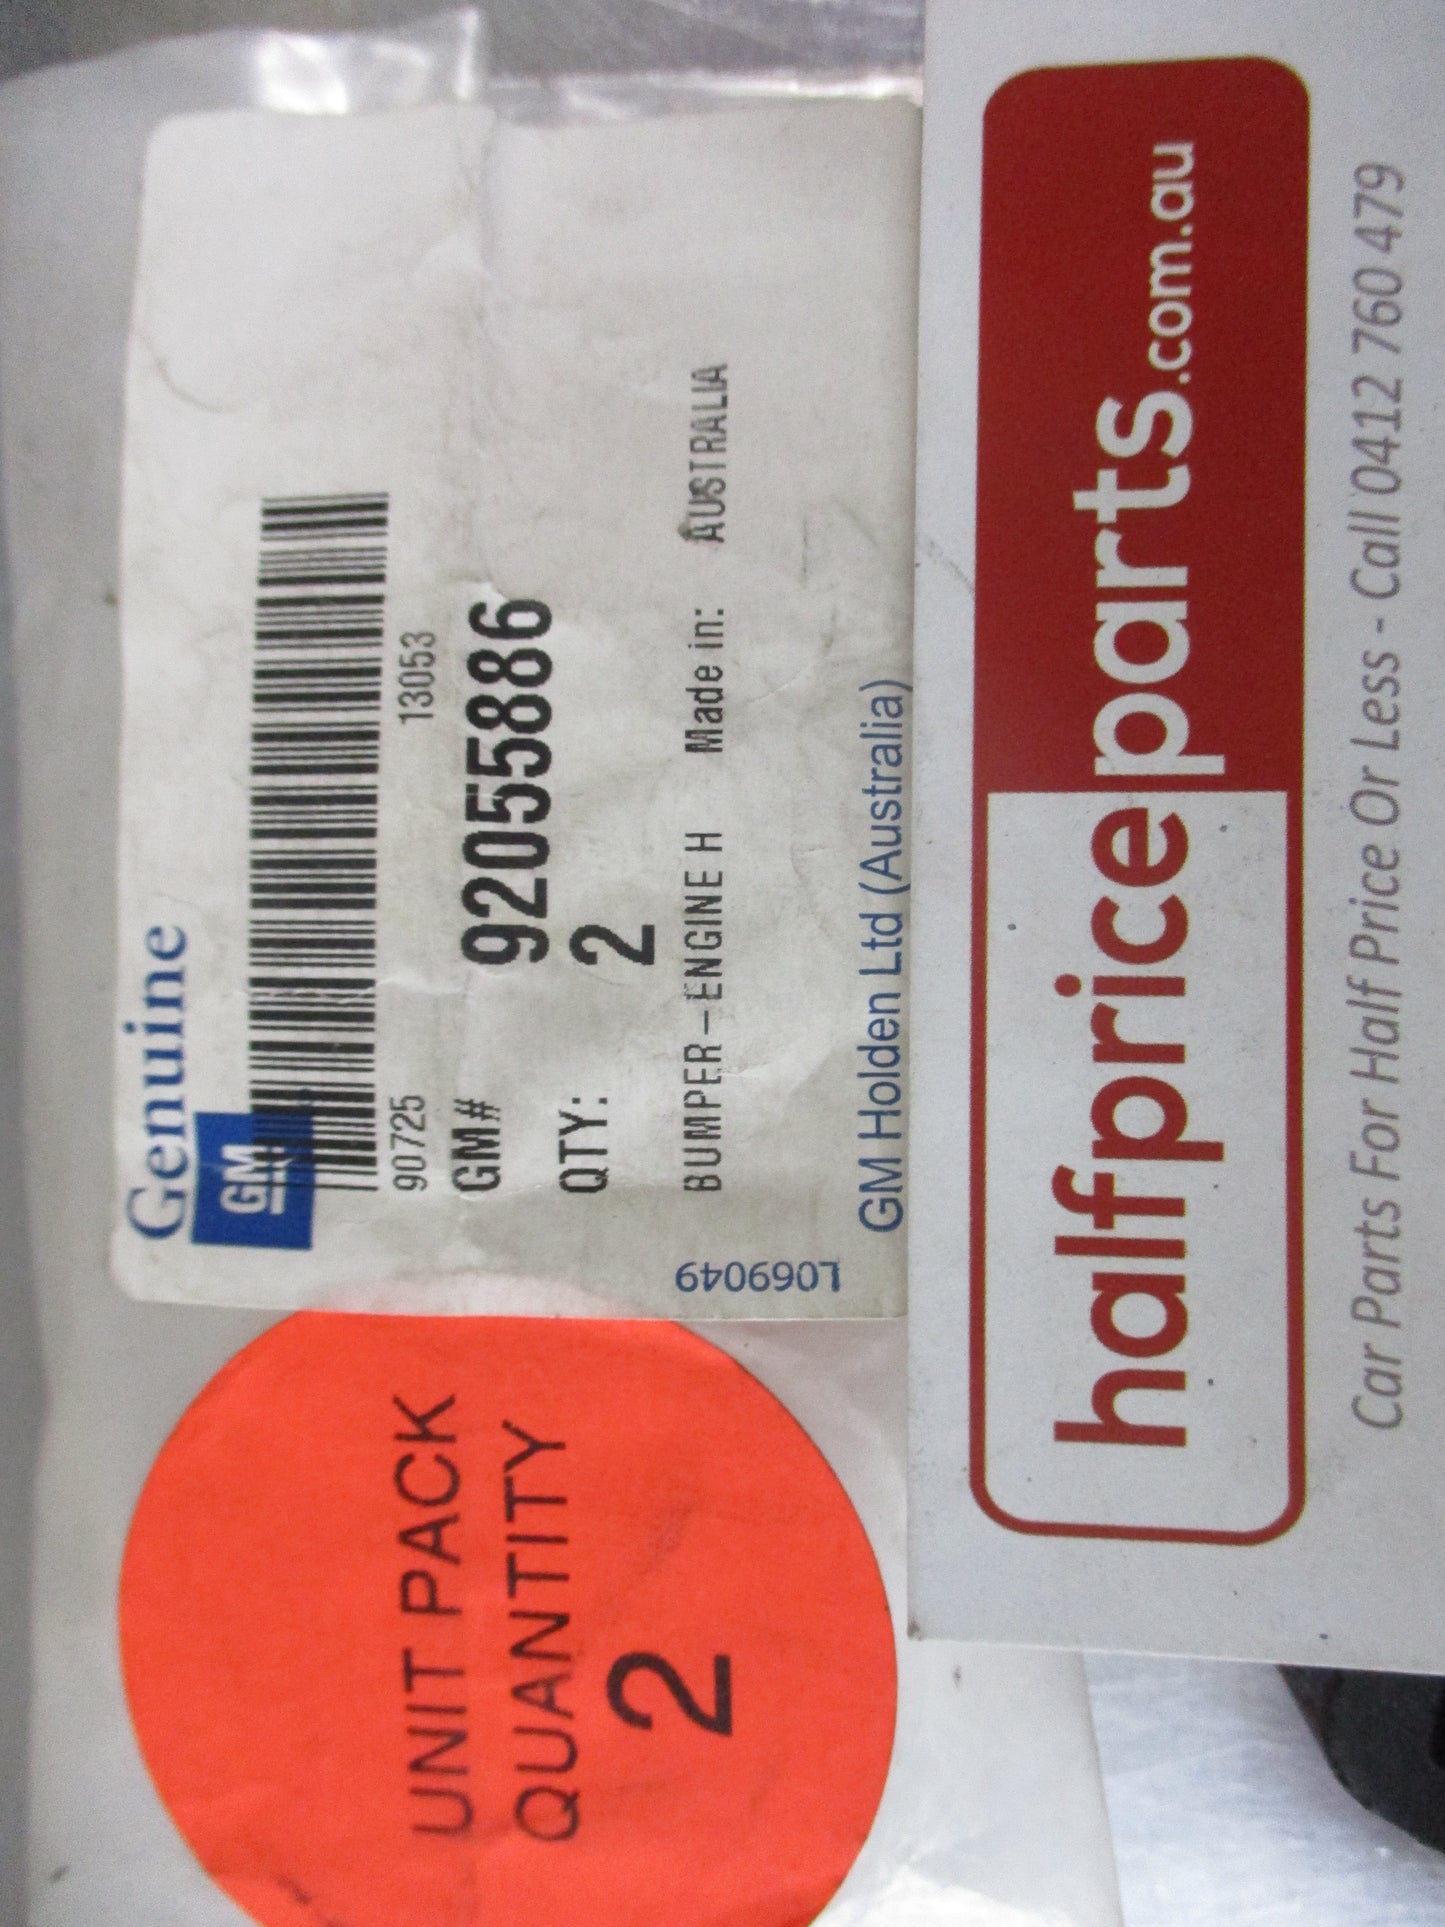 Genuine
GM
90725 13053
GM# 92055886
QTY: 2
BUMPER-ENGINE H Made in: AUSTRALIA
GM Holden Ltd (Australia)
L069049
UNIT PACK
QUANTITY
2
halfpriceparts.com.au
Car Parts For Half Price Or Less - Call 0412 760 479